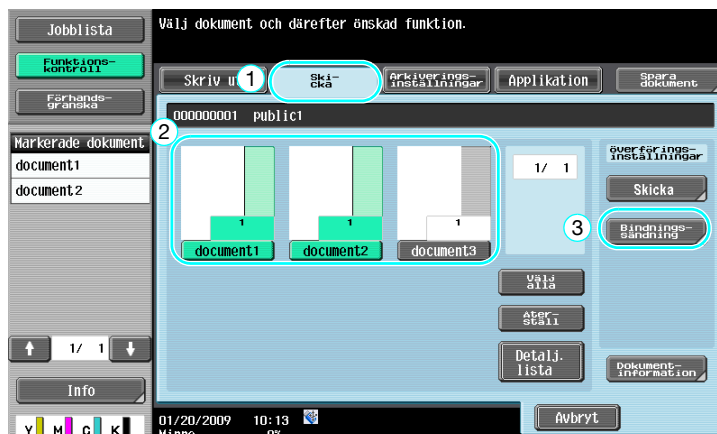 Jobblista
Funktions-
kontroll
Förhands-
granska
Markerade dokument
document1
document2
1/ 1
Info
Y M C K
Välj dokument och därefter önskad funktion.
1
Ski-
cka
Arkiverings-
inställningar
Applikation
Spara
dokument
Skriv
000000001 public1
2
1
document1
1
document2
1
document3
1/ 1
Välj
alla
Åter-
ställ
Detalj.
lista
överförings-
inställningar
Skicka
3
Bindnings-
sändning
Dokument-
information
01/20/2009 10:13
Minne 0%
Avbryt